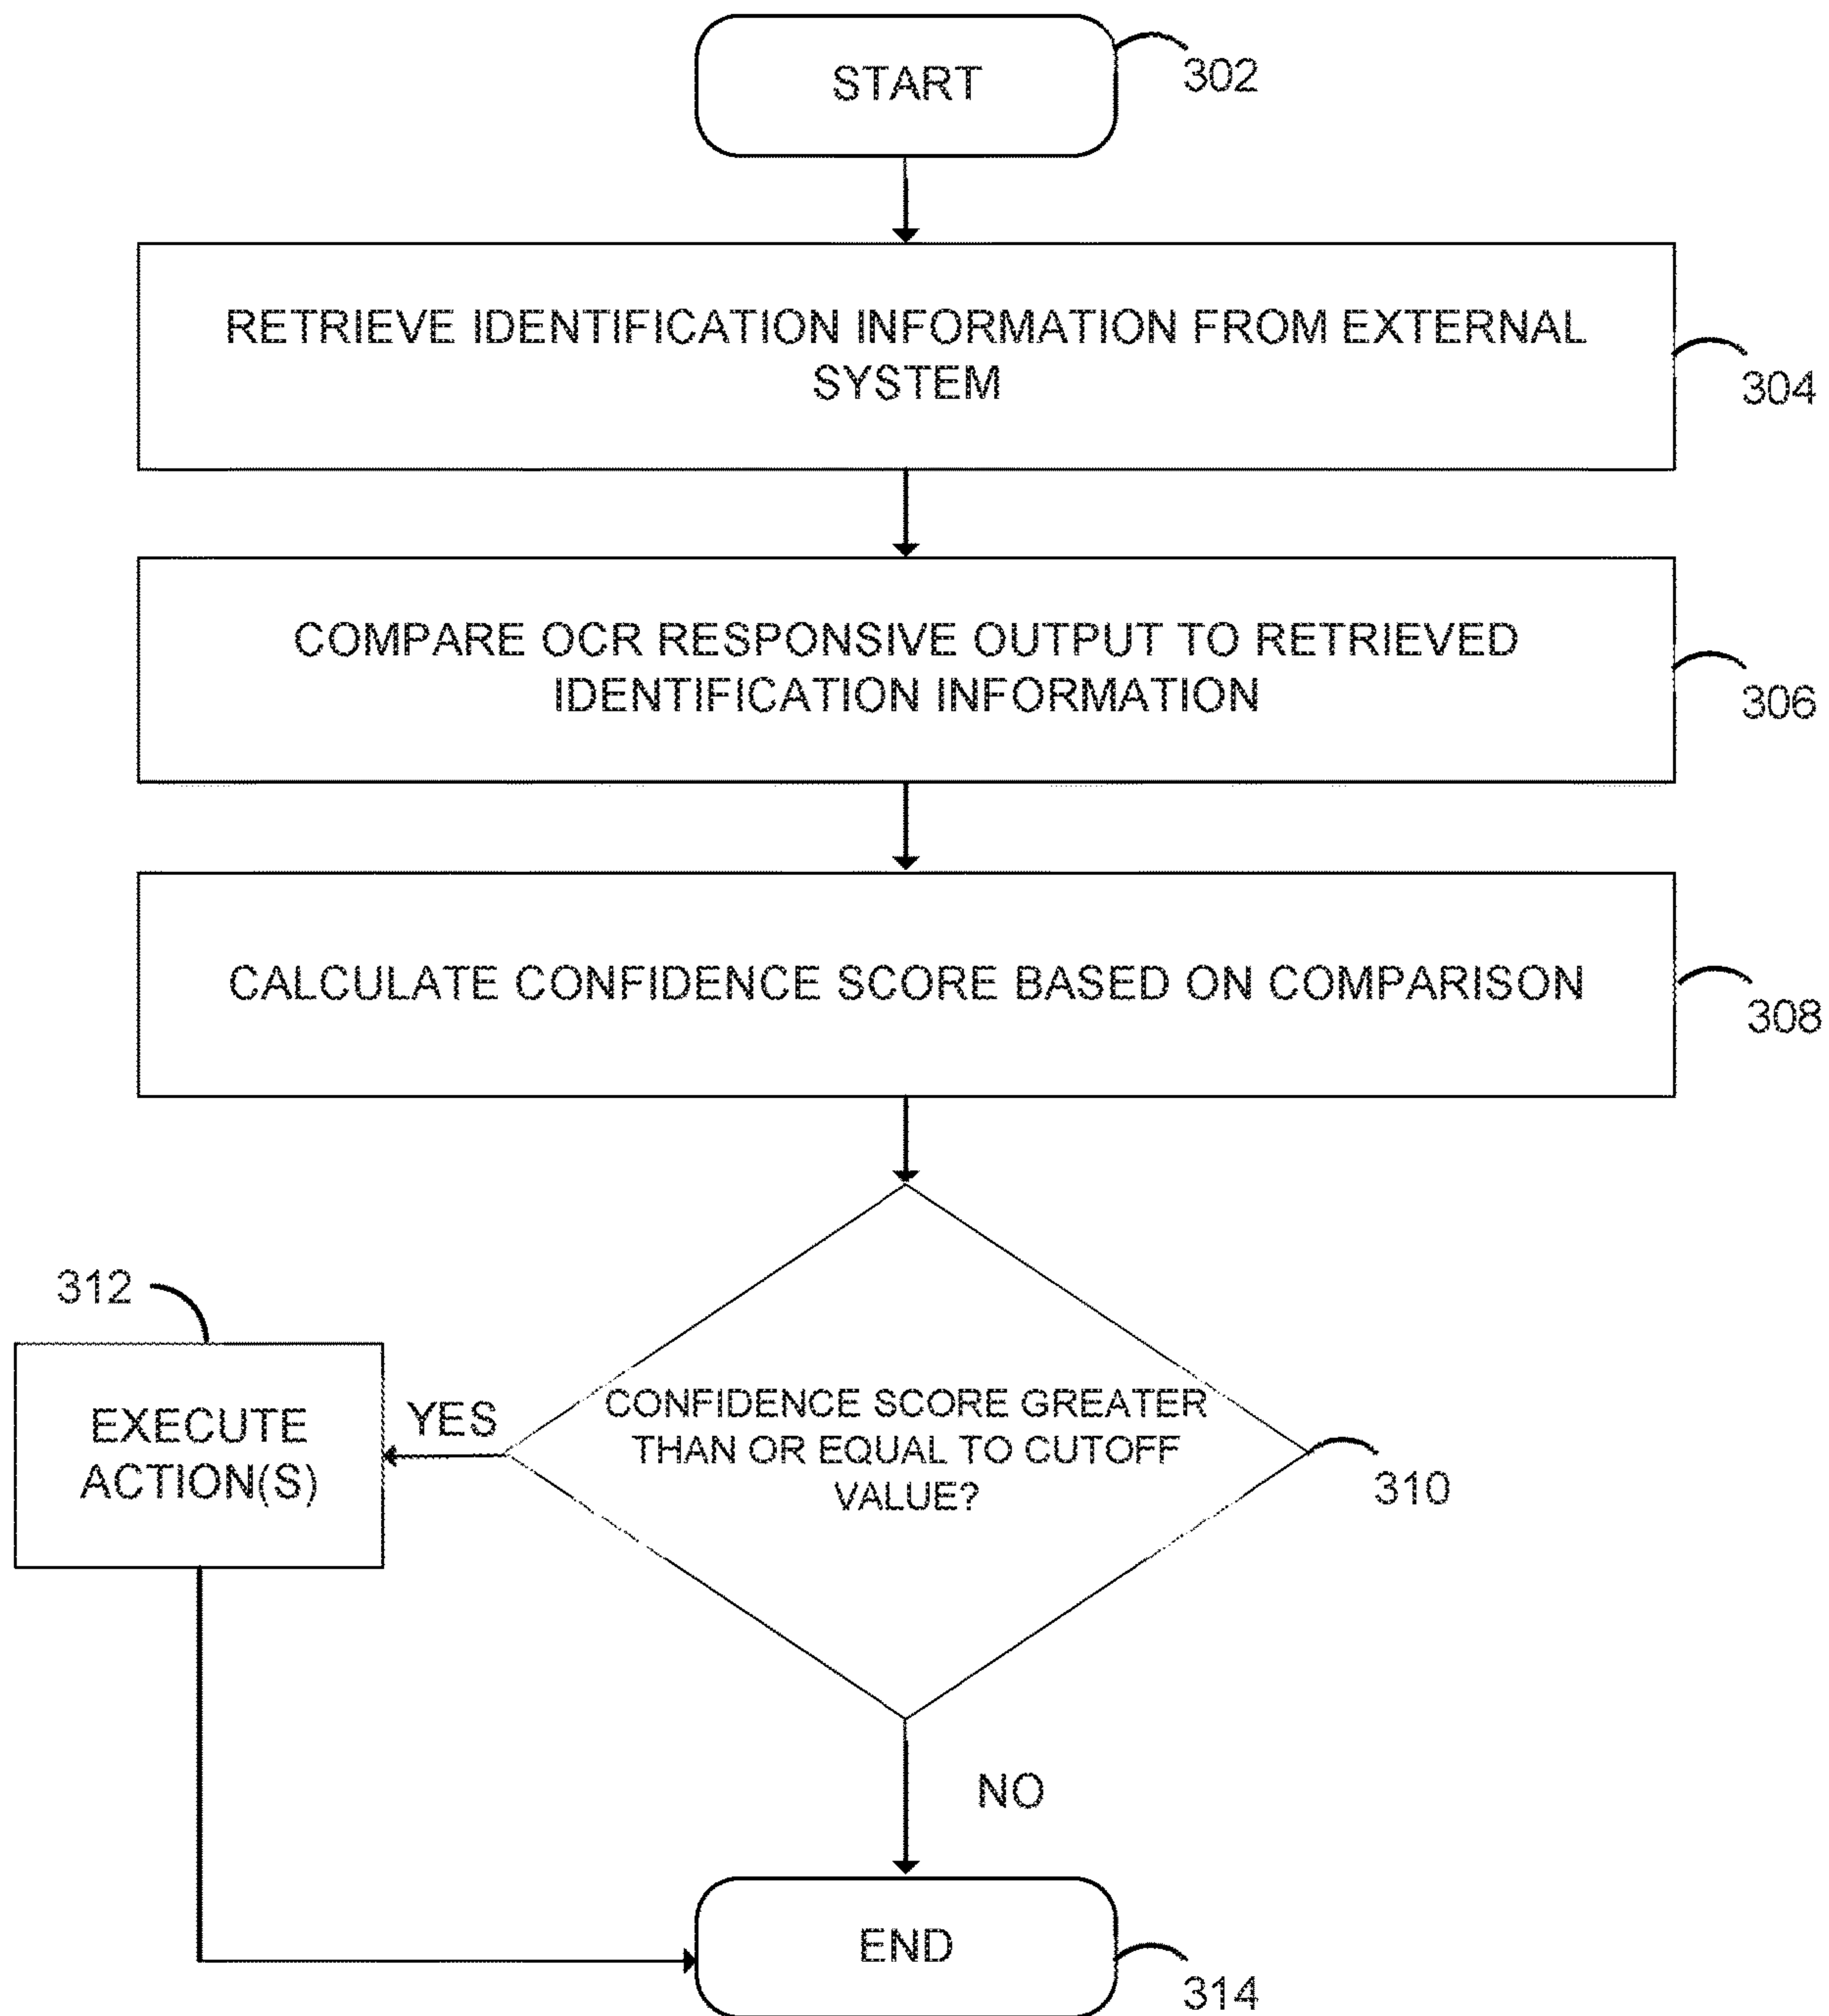 START
302
RETRIEVE IDENTIFICATION INFORMATION FROM EXTERNAL
SYSTEM
304
COMPARE OCR RESPONSIVE OUTPUT TO RETRIEVED
IDENTIFICATION INFORMATION
306
CALCULATE CONFIDENCE SCORE BASED ON COMPARISON
308
312
EXECUTE
ACTION(S)
YES
CONFIDENCE SCORE GREATER
THAN OR EQUAL TO CUTOFF
VALUE?
310
NO
END
314